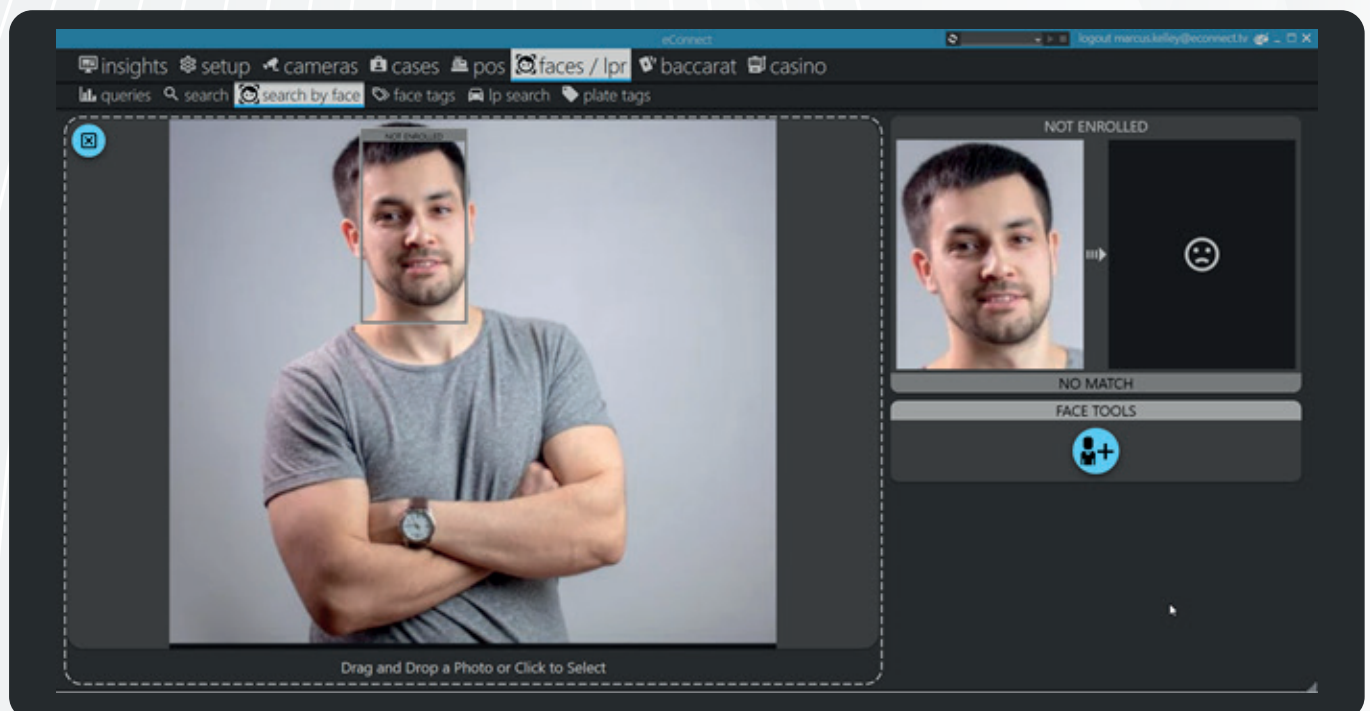 eConnect
logout marcus.kelley@econnect.tv
insights setup cameras cases pos faces / lpr baccarat casino
queries search search by face face tags lp search plate tags
NOT ENROLLED
Drag and Drop a Photo or Click to Select
NOT ENROLLED
NO MATCH
FACE TOOLS